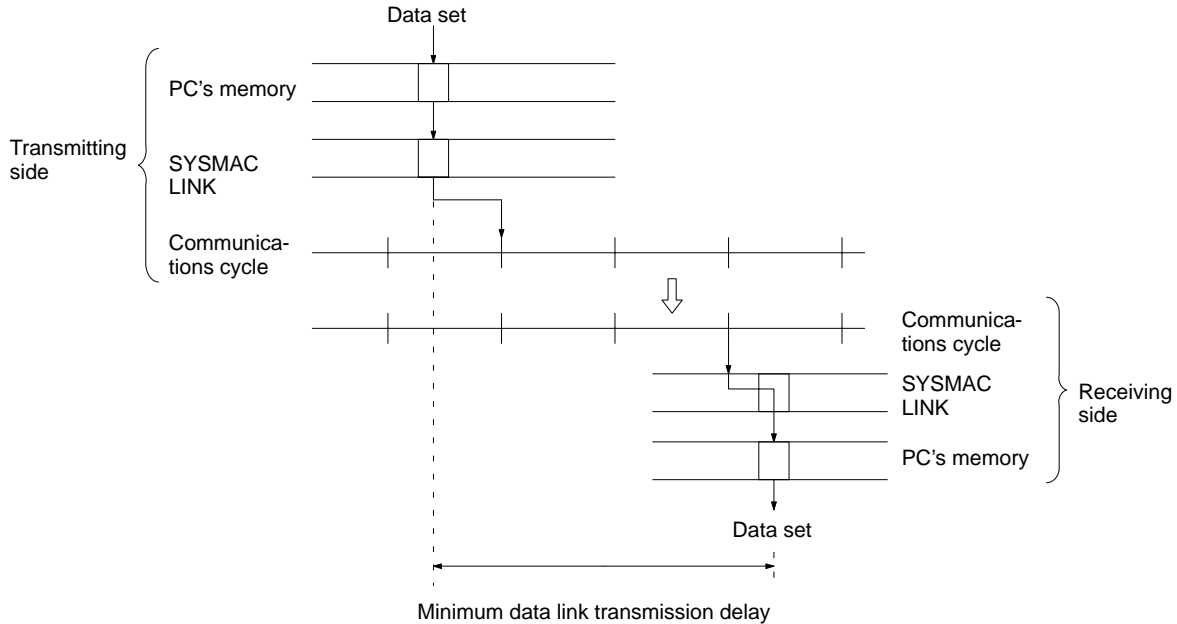 Data set
PC’s memory
Transmitting
side
SYSMAC
LINK
Communica-
tions cycle
Communica-
tions cycle
SYSMAC
LINK
Receiving
side
PC’s memory
Data set
Minimum data link transmission delay